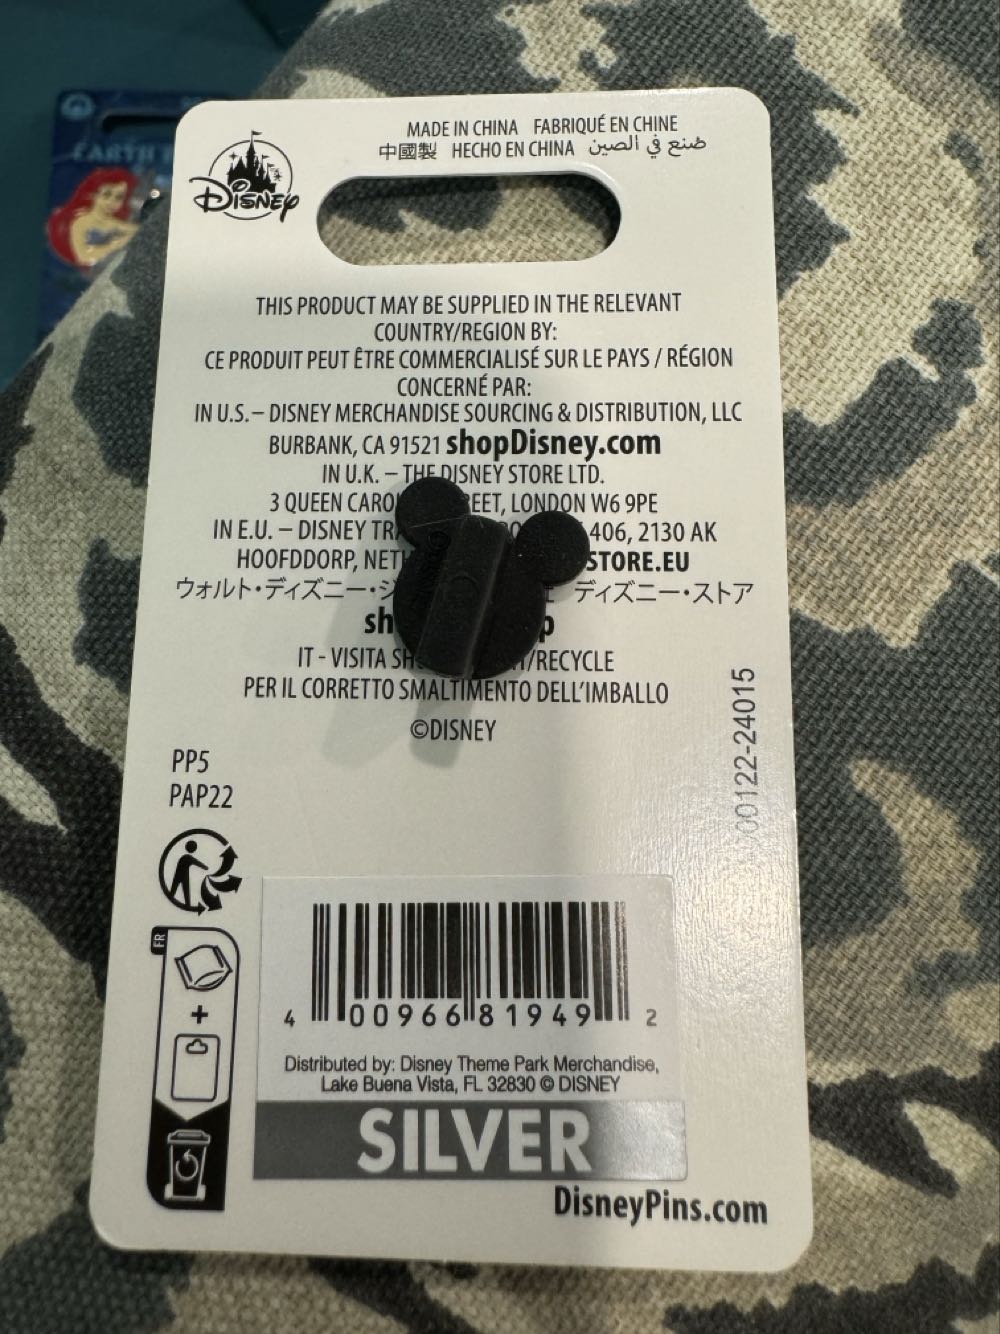 EARTH
Disney
MADE IN CHINA FABRIQUÉ EN CHINE
中國製 HECHO EN CHINA صنع في الصين
THIS PRODUCT MAY BE SUPPLIED IN THE RELEVANT
COUNTRY/REGION BY:
CE PRODUIT PEUT ÊTRE COMMERCIALISÉ SUR LE PAYS / RÉGION
CONCERNÉ PAR:
IN U.S. – DISNEY MERCHANDISE SOURCING & DISTRIBUTION, LLC
BURBANK, CA 91521 shopDisney.com
IN U.K. – THE DISNEY STORE LTD.
3 QUEEN LONDON W6 9PE
IN E.U. – DISNEY 406, 2130 AK
HOOFDDORP, STORE.EU
ウォルト・ディズニー・ジ ディズニー・ストア
IT - VISITA /RECYCLE
PER IL CORRETTO SMALTIMENTO DELL'IMBALLO
©DISNEY
PP5
PAP22
00122-24015
FR
+
4 00966 81949 2
Distributed by: Disney Theme Park Merchandise,
Lake Buena Vista, FL 32830 © DISNEY
SILVER
DisneyPins.com